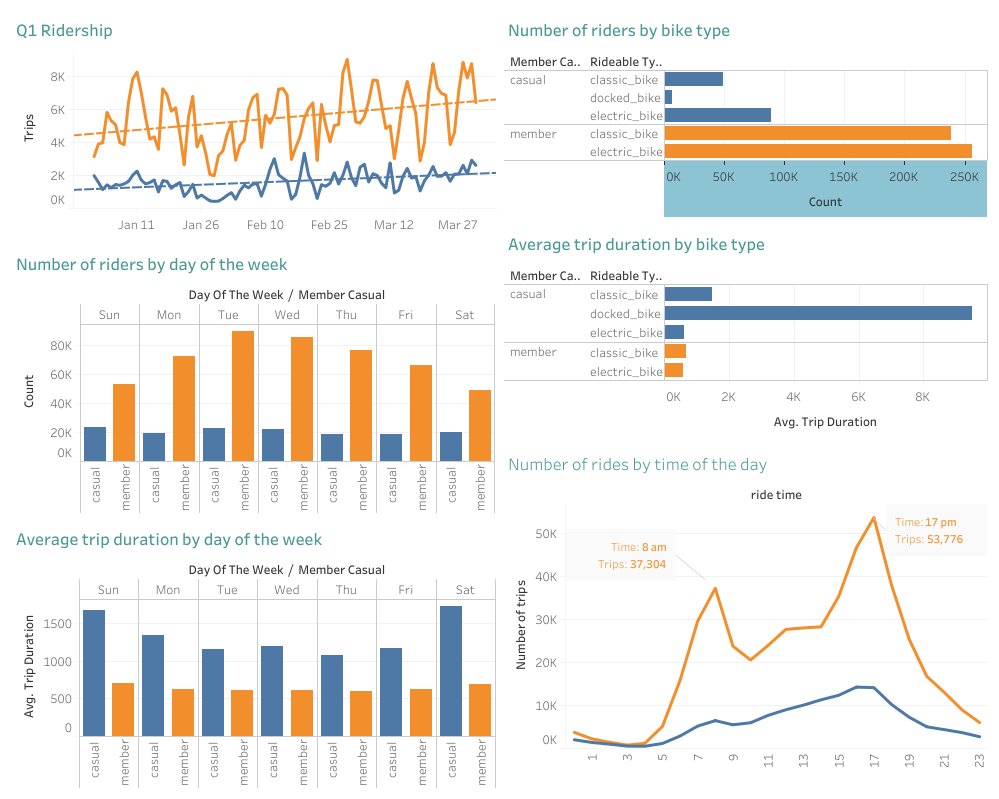 Q1 Ridership
Trips
8K
6K
4K
2K
0K
Jan 11 Jan 26 Feb 10 Feb 25 Mar 12 Mar 27
Number of riders by day of the week
Day Of The Week / Member Casual
Sun Mon Tue Wed Thu Fri Sat
Count
80K
60K
40K
20K
0K
casual member casual member casual member casual member casual member casual member casual member
Average trip duration by day of the week
Day Of The Week / Member Casual
Sun Mon Tue Wed Thu Fri Sat
Avg. Trip Duration
1500
1000
500
0
casual member casual member casual member casual member casual member casual member casual member
Number of riders by bike type
Member Ca.. Rideable Ty..
casual classic_bike
docked_bike
electric_bike
member classic_bike
electric_bike
0K 50K 100K 150K 200K 250K
Count
Average trip duration by bike type
Member Ca.. Rideable Ty..
casual classic_bike
docked_bike
electric_bike
member classic_bike
electric_bike
0K 2K 4K 6K 8K
Avg. Trip Duration
Number of rides by time of the day
ride time
Number of trips
50K
40K
30K
20K
10K
0K
Time: 8 am
Trips: 37,304
Time: 17 pm
Trips: 53,776
1 3 5 7 9 11 13 15 17 19 21 23